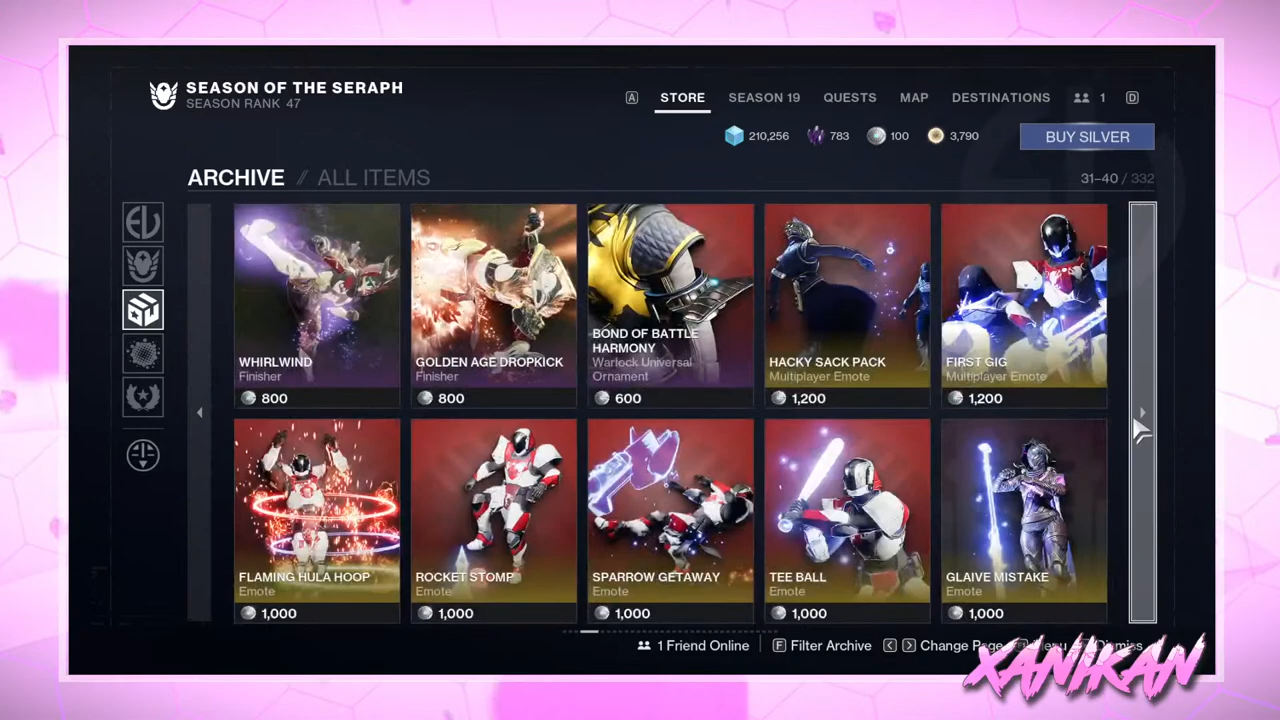 SEASON OF THE SERAPH
SEASON RANK 47
A STORE SEASON 19 QUESTS MAP DESTINATIONS 1 D
210,256 783 100 3,790 BUY SILVER
ARCHIVE // ALL ITEMS
31–40 / 332
WHIRLWIND
Finisher
800
GOLDEN AGE DROPKICK
Finisher
800
BOND OF BATTLE
HARMONY
Warlock Universal
Ornament
600
HACKY SACK PACK
Multiplayer Emote
1,200
FIRST GIG
Multiplayer Emote
1,200
FLAMING HULA HOOP
Emote
1,000
ROCKET STOMP
Emote
1,000
SPARROW GETAWAY
Emote
1,000
TEE BALL
Emote
1,000
GLAIVE MISTAKE
Emote
1,000
1 Friend Online F Filter Archive < > Change Page Menu Dismiss
XANIKAN